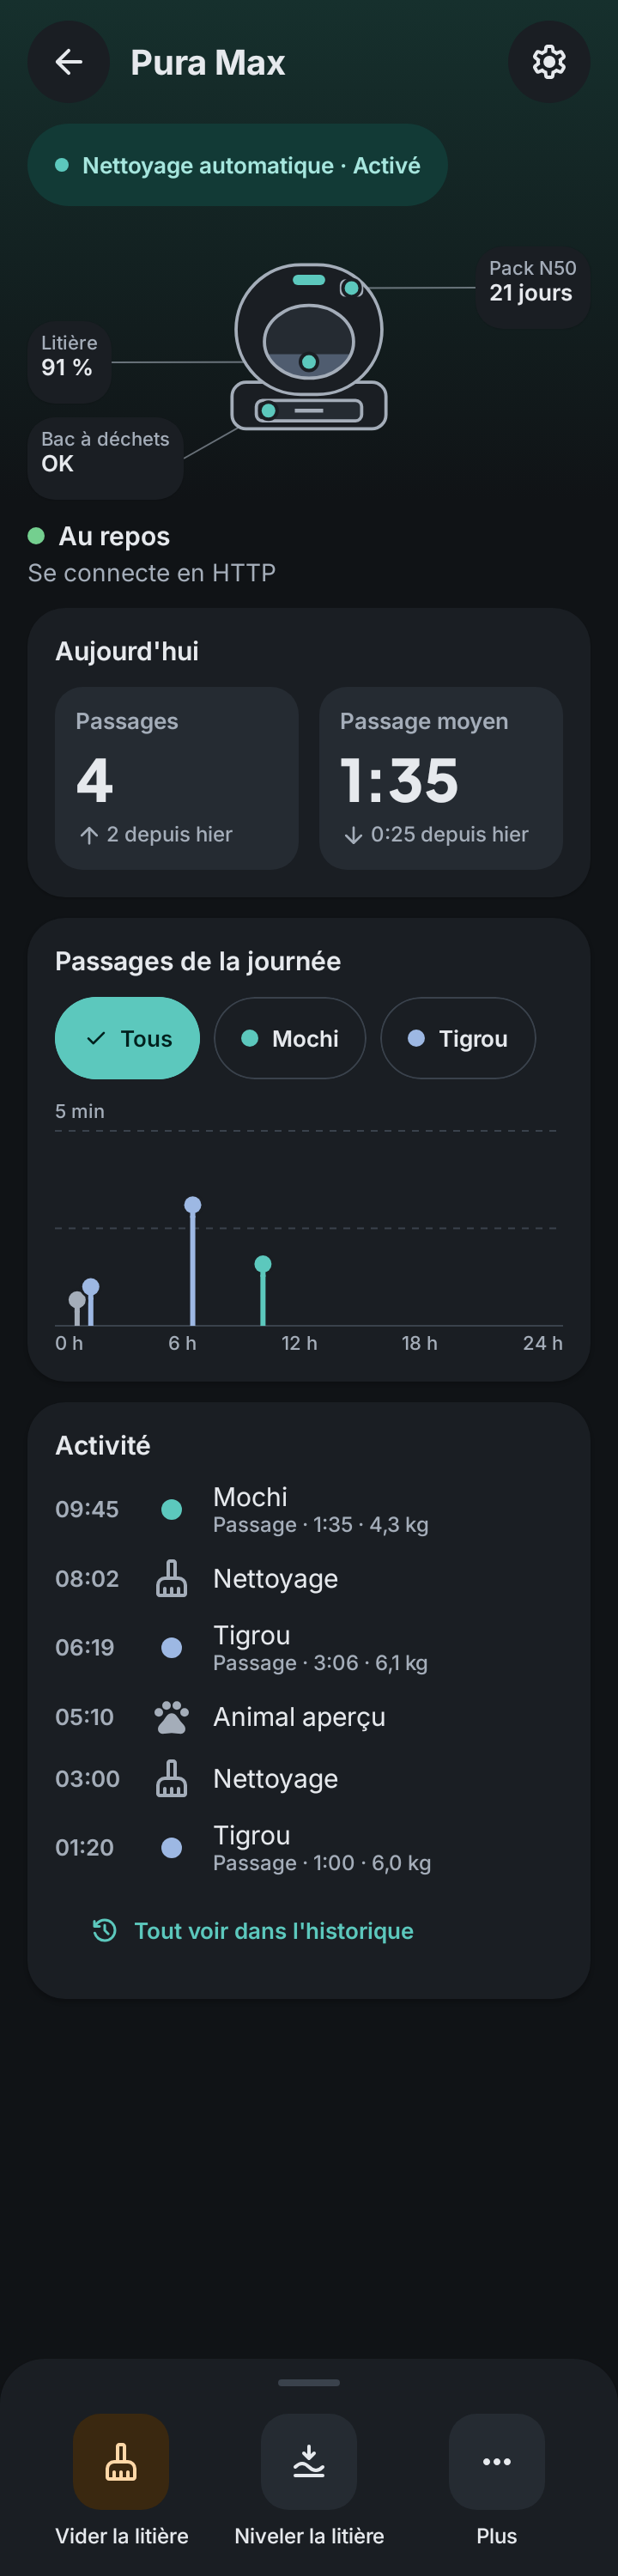 Pura Max
Nettoyage automatique · Activé
Pack N50
21 jours
Litière
91 %
Bac à déchets
OK
Au repos
Se connecte en HTTP
Aujourd'hui
Passages
4
↑ 2 depuis hier
Passage moyen
1:35
↓ 0:25 depuis hier
Passages de la journée
Tous
Mochi
Tigrou
5 min
0 h
6 h
12 h
18 h
24 h
Activité
09:45
Mochi
Passage · 1:35 · 4,3 kg
08:02
Nettoyage
06:19
Tigrou
Passage · 3:06 · 6,1 kg
05:10
Animal aperçu
03:00
Nettoyage
01:20
Tigrou
Passage · 1:00 · 6,0 kg
Tout voir dans l'historique
Vider la litière
Niveler la litière
Plus